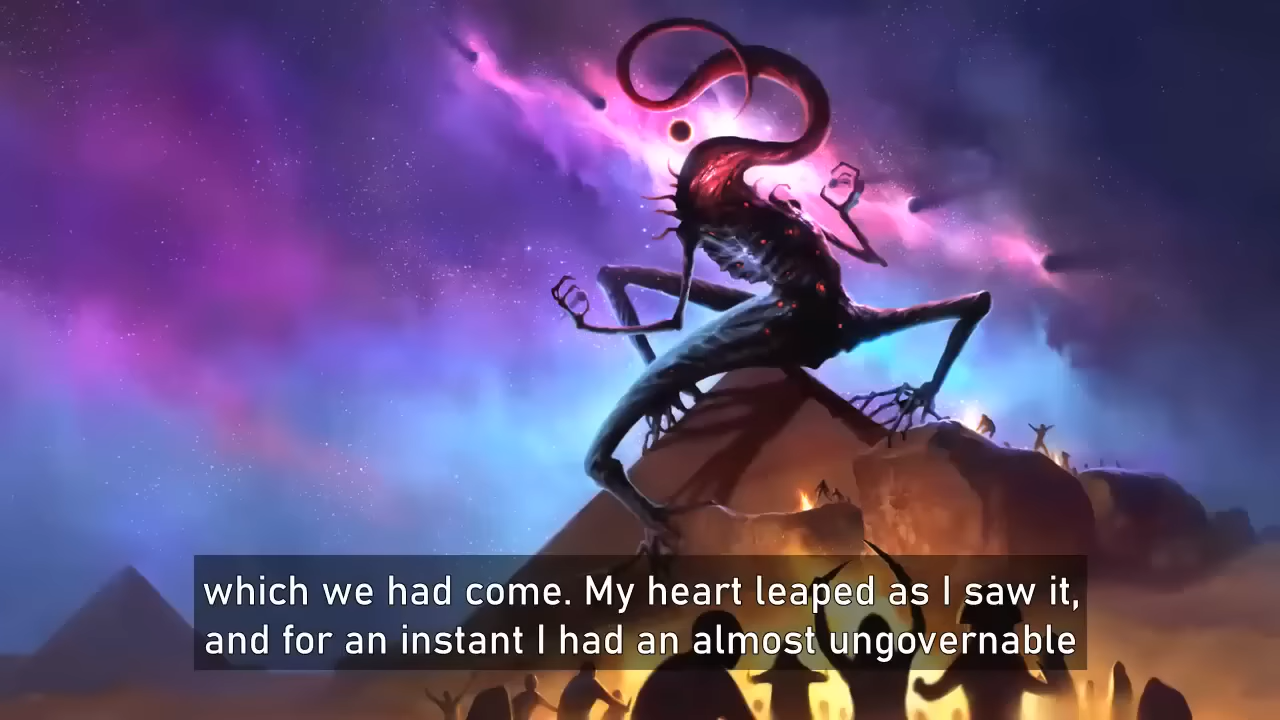 which we had come. My heart leaped as I saw it,
and for an instant I had an almost ungovernable